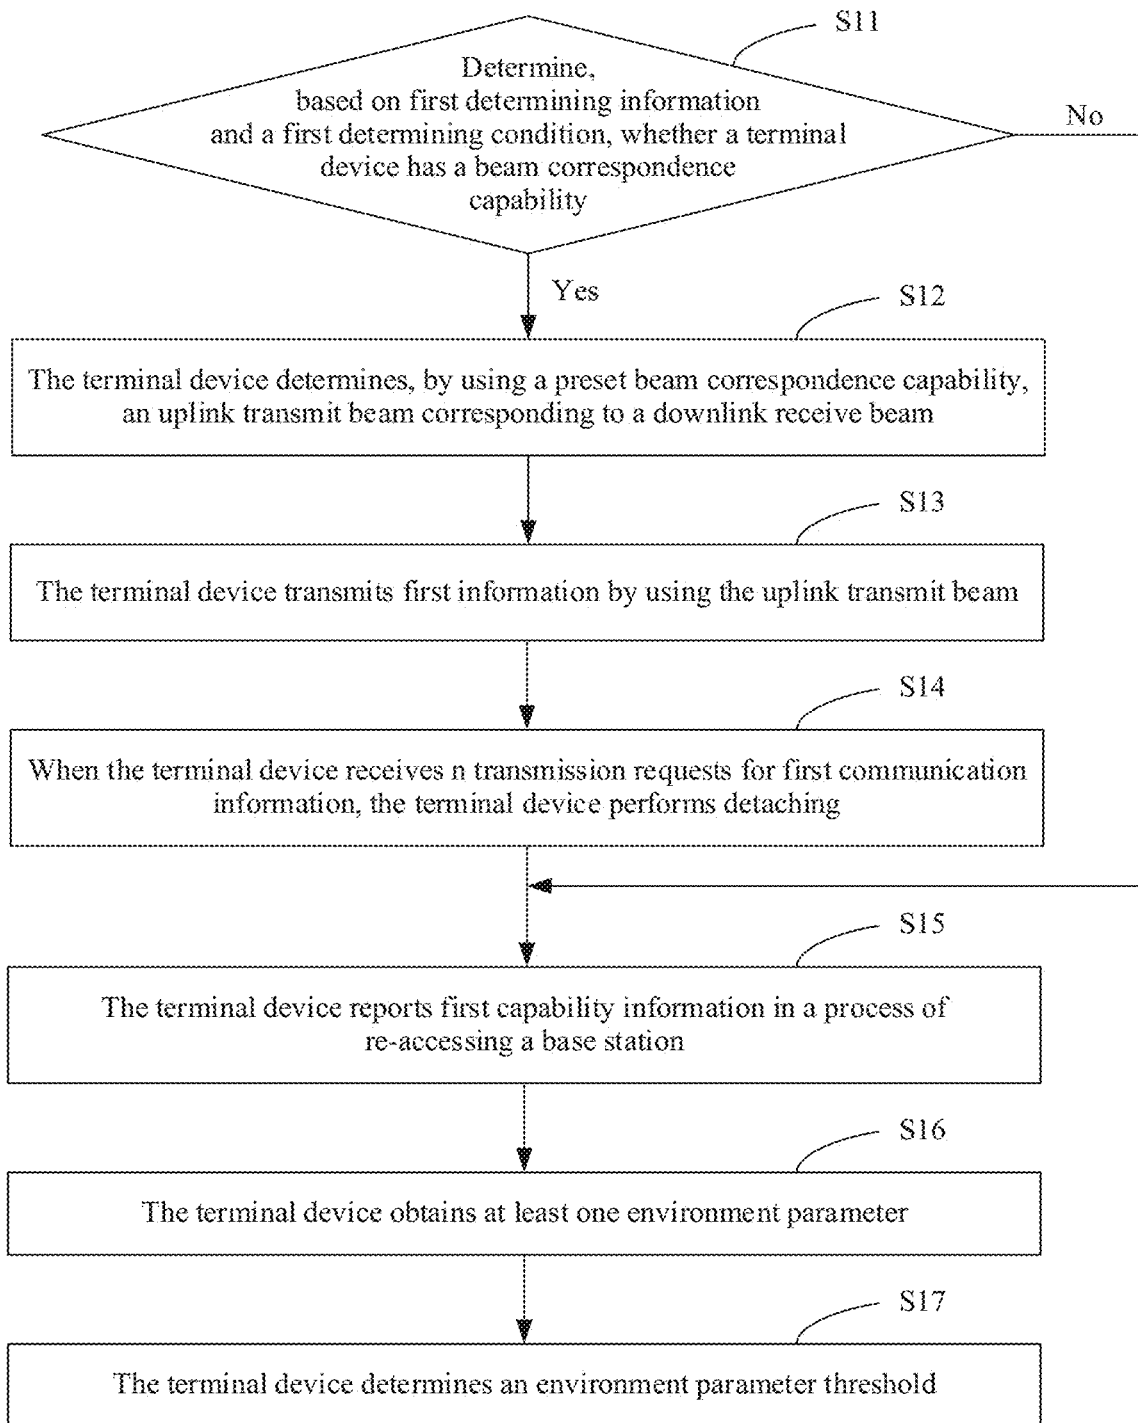 S11
Determine,
based on first determining information
and a first determining condition, whether a terminal
device has a beam correspondence
capability
No
Yes
S12
The terminal device determines, by using a preset beam correspondence capability,
an uplink transmit beam corresponding to a downlink receive beam
S13
The terminal device transmits first information by using the uplink transmit beam
S14
When the terminal device receives n transmission requests for first communication
information, the terminal device performs detaching
S15
The terminal device reports first capability information in a process of
re-accessing a base station
S16
The terminal device obtains at least one environment parameter
S17
The terminal device determines an environment parameter threshold